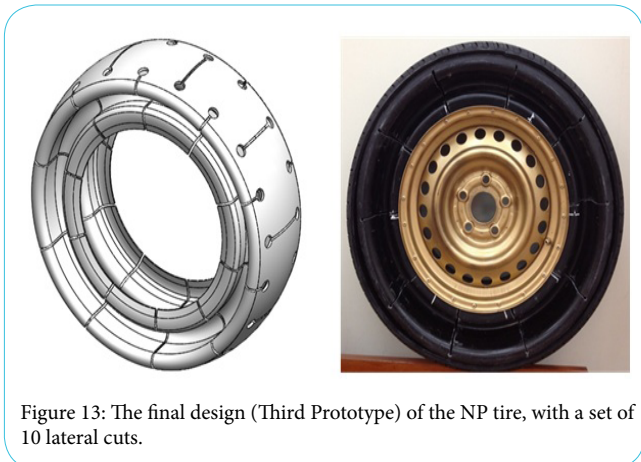 Figure 13: The final design (Third Prototype) of the NP tire, with a set of
10 lateral cuts.